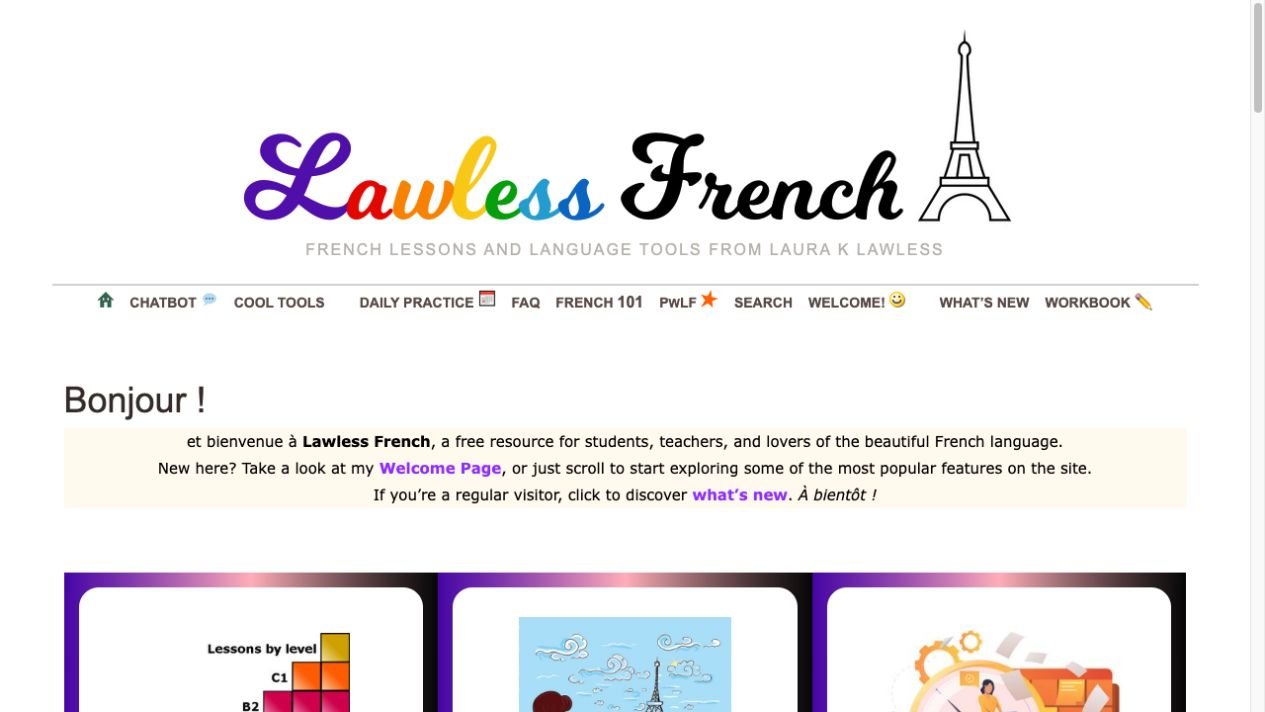 Lawless French
FRENCH LESSONS AND LANGUAGE TOOLS FROM LAURA K LAWLESS
CHATBOT COOL TOOLS DAILY PRACTICE FAQ FRENCH 101 PwLF SEARCH WELCOME! WHAT'S NEW WORKBOOK
Bonjour !
et bienvenue à Lawless French, a free resource for students, teachers, and lovers of the beautiful French language.
New here? Take a look at my Welcome Page, or just scroll to start exploring some of the most popular features on the site.
If you're a regular visitor, click to discover what's new. À bientôt !
Lessons by level
C1
B2